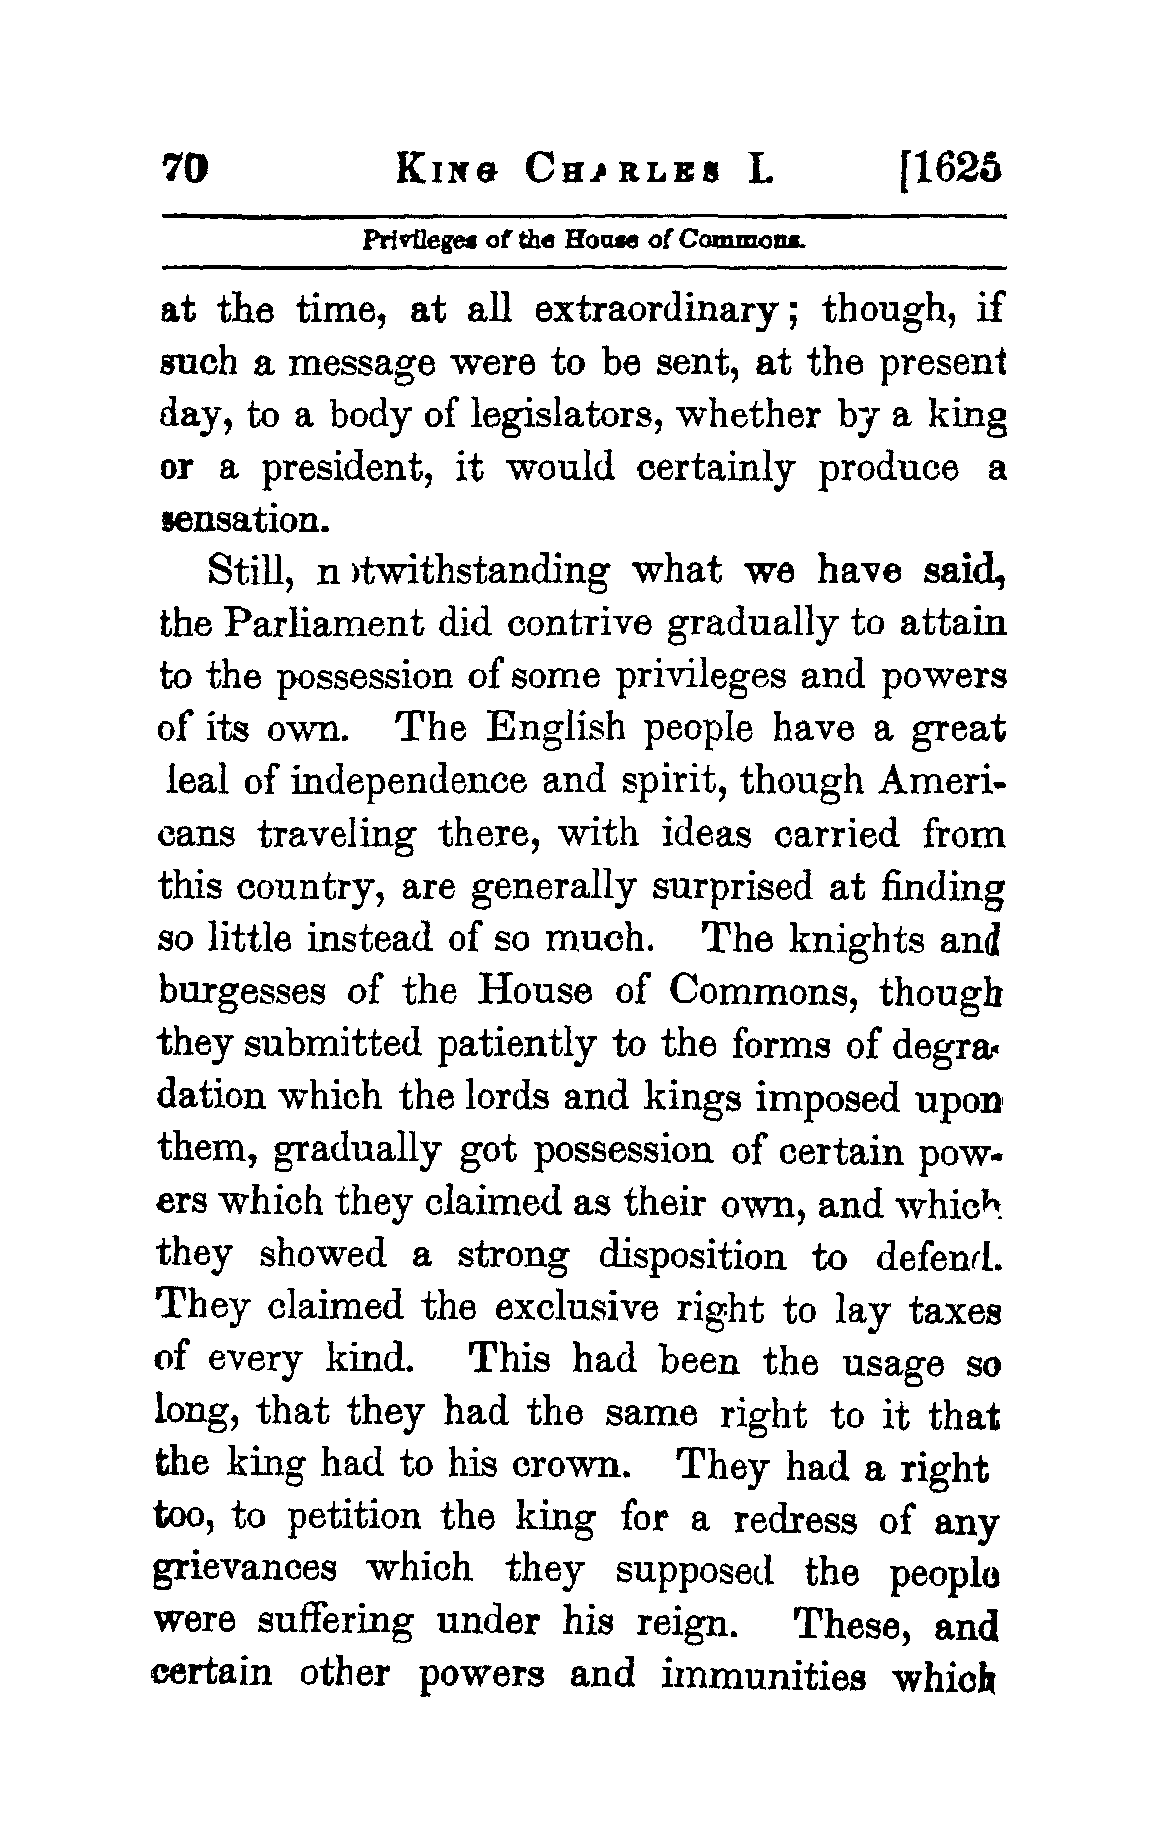 70 King Charles I. [1625
Privileges of the House of Commons.
at the time, at all extraordinary; though, if
such a message were to be sent, at the present
day, to a body of legislators, whether by a king
or a president, it would certainly produce a
sensation.
Still, notwithstanding what we have said,
the Parliament did contrive gradually to attain
to the possession of some privileges and powers
of its own. The English people have a great
leal of independence and spirit, though Ameri-
cans traveling there, with ideas carried from
this country, are generally surprised at finding
so little instead of so much. The knights and
burgesses of the House of Commons, though
they submitted patiently to the forms of degra-
dation which the lords and kings imposed upon
them, gradually got possession of certain pow-
ers which they claimed as their own, and which
they showed a strong disposition to defend.
They claimed the exclusive right to lay taxes
of every kind. This had been the usage so
long, that they had the same right to it that
the king had to his crown. They had a right
too, to petition the king for a redress of any
grievances which they supposed the people
were suffering under his reign. These, and
certain other powers and immunities which